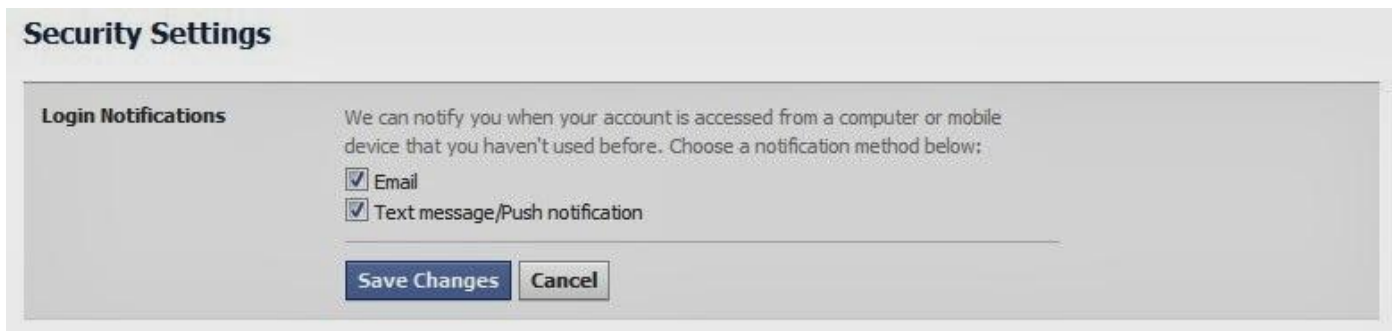 Security Settings
Login Notifications
We can notify you when your account is accessed from a computer or mobile
device that you haven't used before. Choose a notification method below:
Email
Text message/Push notification
Save Changes Cancel